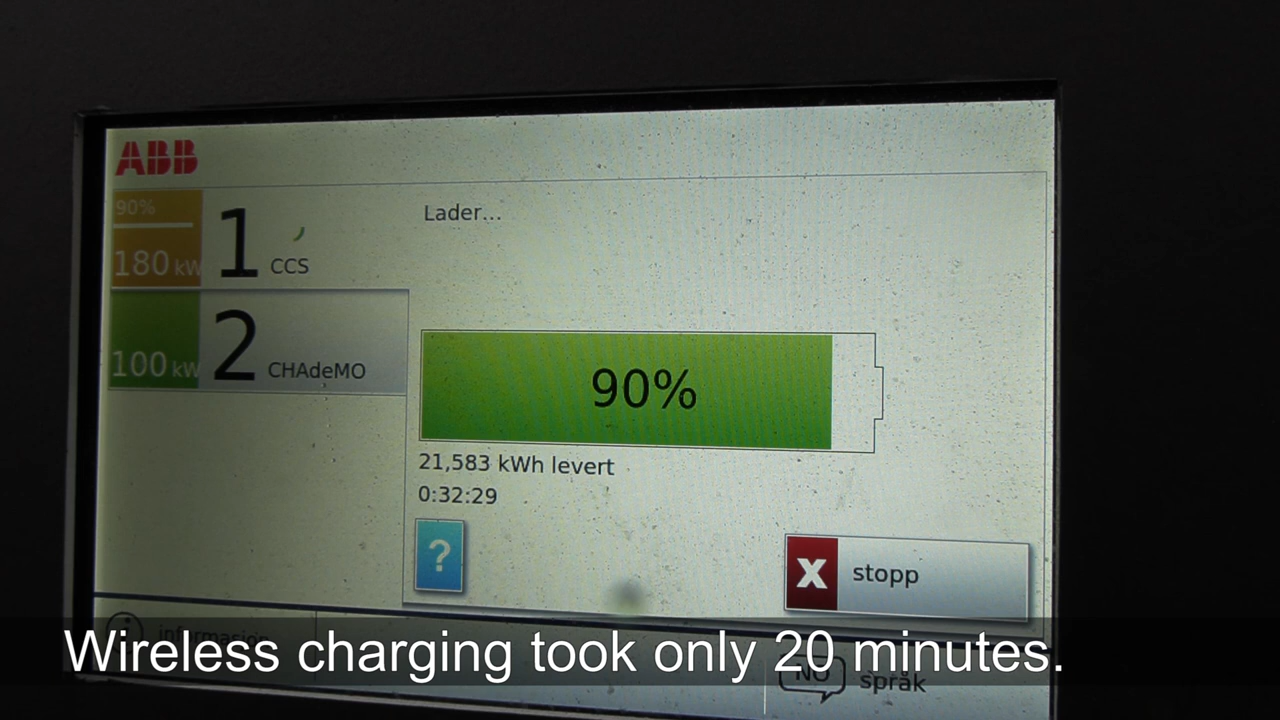 ABB
90%
180 kW
1
CCS
Lader...
100 kW
2
CHAdeMO
90%
21,583 kWh levert
0:32:29
?
X stopp
i informasjon
Wireless charging took only 20 minutes.
NO språk